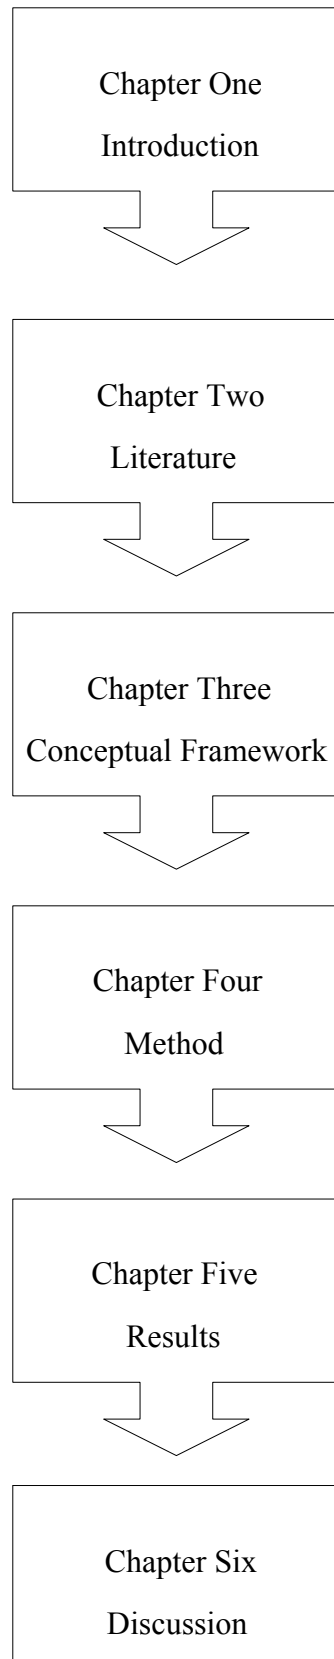 Chapter One
Introduction
Chapter Two
Literature
Chapter Three
Conceptual Framework
Chapter Four
Method
Chapter Five
Results
Chapter Six
Discussion